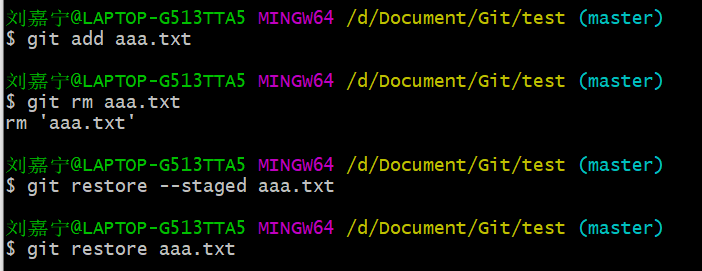 刘嘉宁@LAPTOP-G513TTA5 MINGW64 /d/Document/Git/test (master)
$ git add aaa.txt
刘嘉宁@LAPTOP-G513TTA5 MINGW64 /d/Document/Git/test (master)
$ git rm aaa.txt
rm 'aaa.txt'
刘嘉宁@LAPTOP-G513TTA5 MINGW64 /d/Document/Git/test (master)
$ git restore --staged aaa.txt
刘嘉宁@LAPTOP-G513TTA5 MINGW64 /d/Document/Git/test (master)
$ git restore aaa.txt